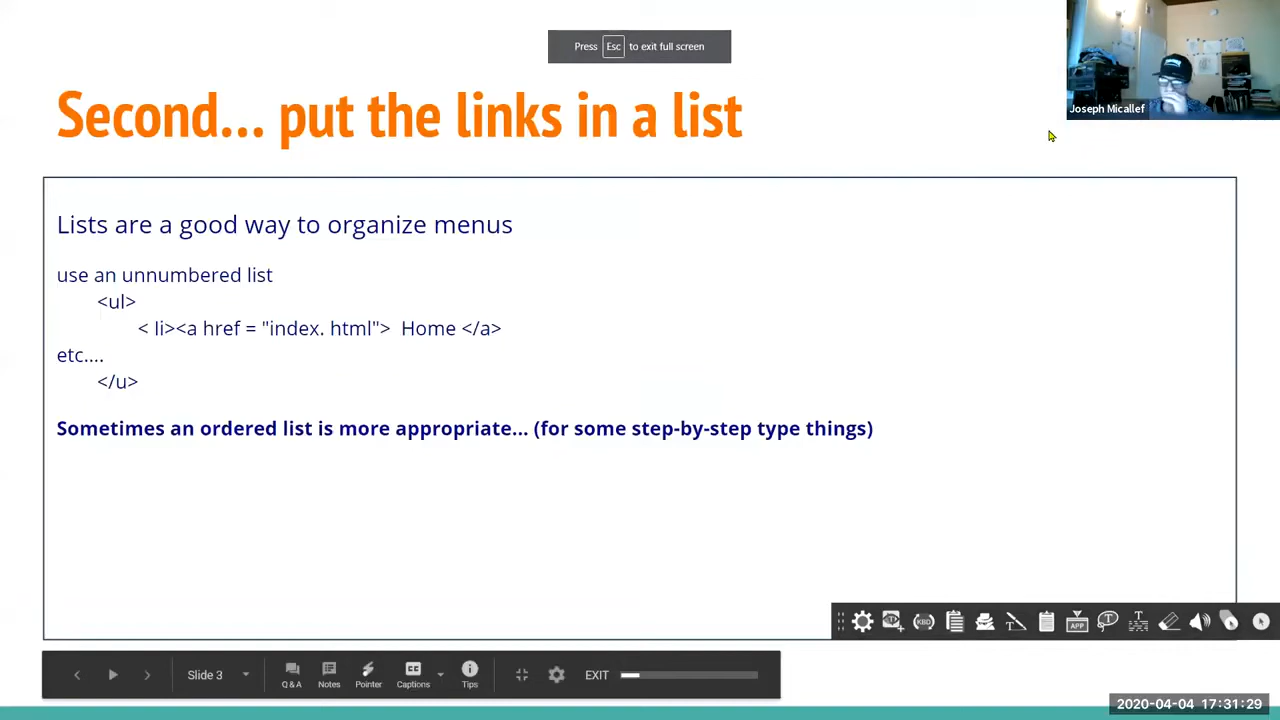 Press Esc to exit full screen
Joseph Micallef
Second... put the links in a list
Lists are a good way to organize menus
use an unnumbered list
<ul>
< li><a href = "index. html">  Home </a>
etc....
</u>
Sometimes an ordered list is more appropriate... (for some step-by-step type things)
KBD T APP T T
Slide 3 Q & A Notes Pointer CC Captions Tips EXIT
2020-04-04 17:31:29